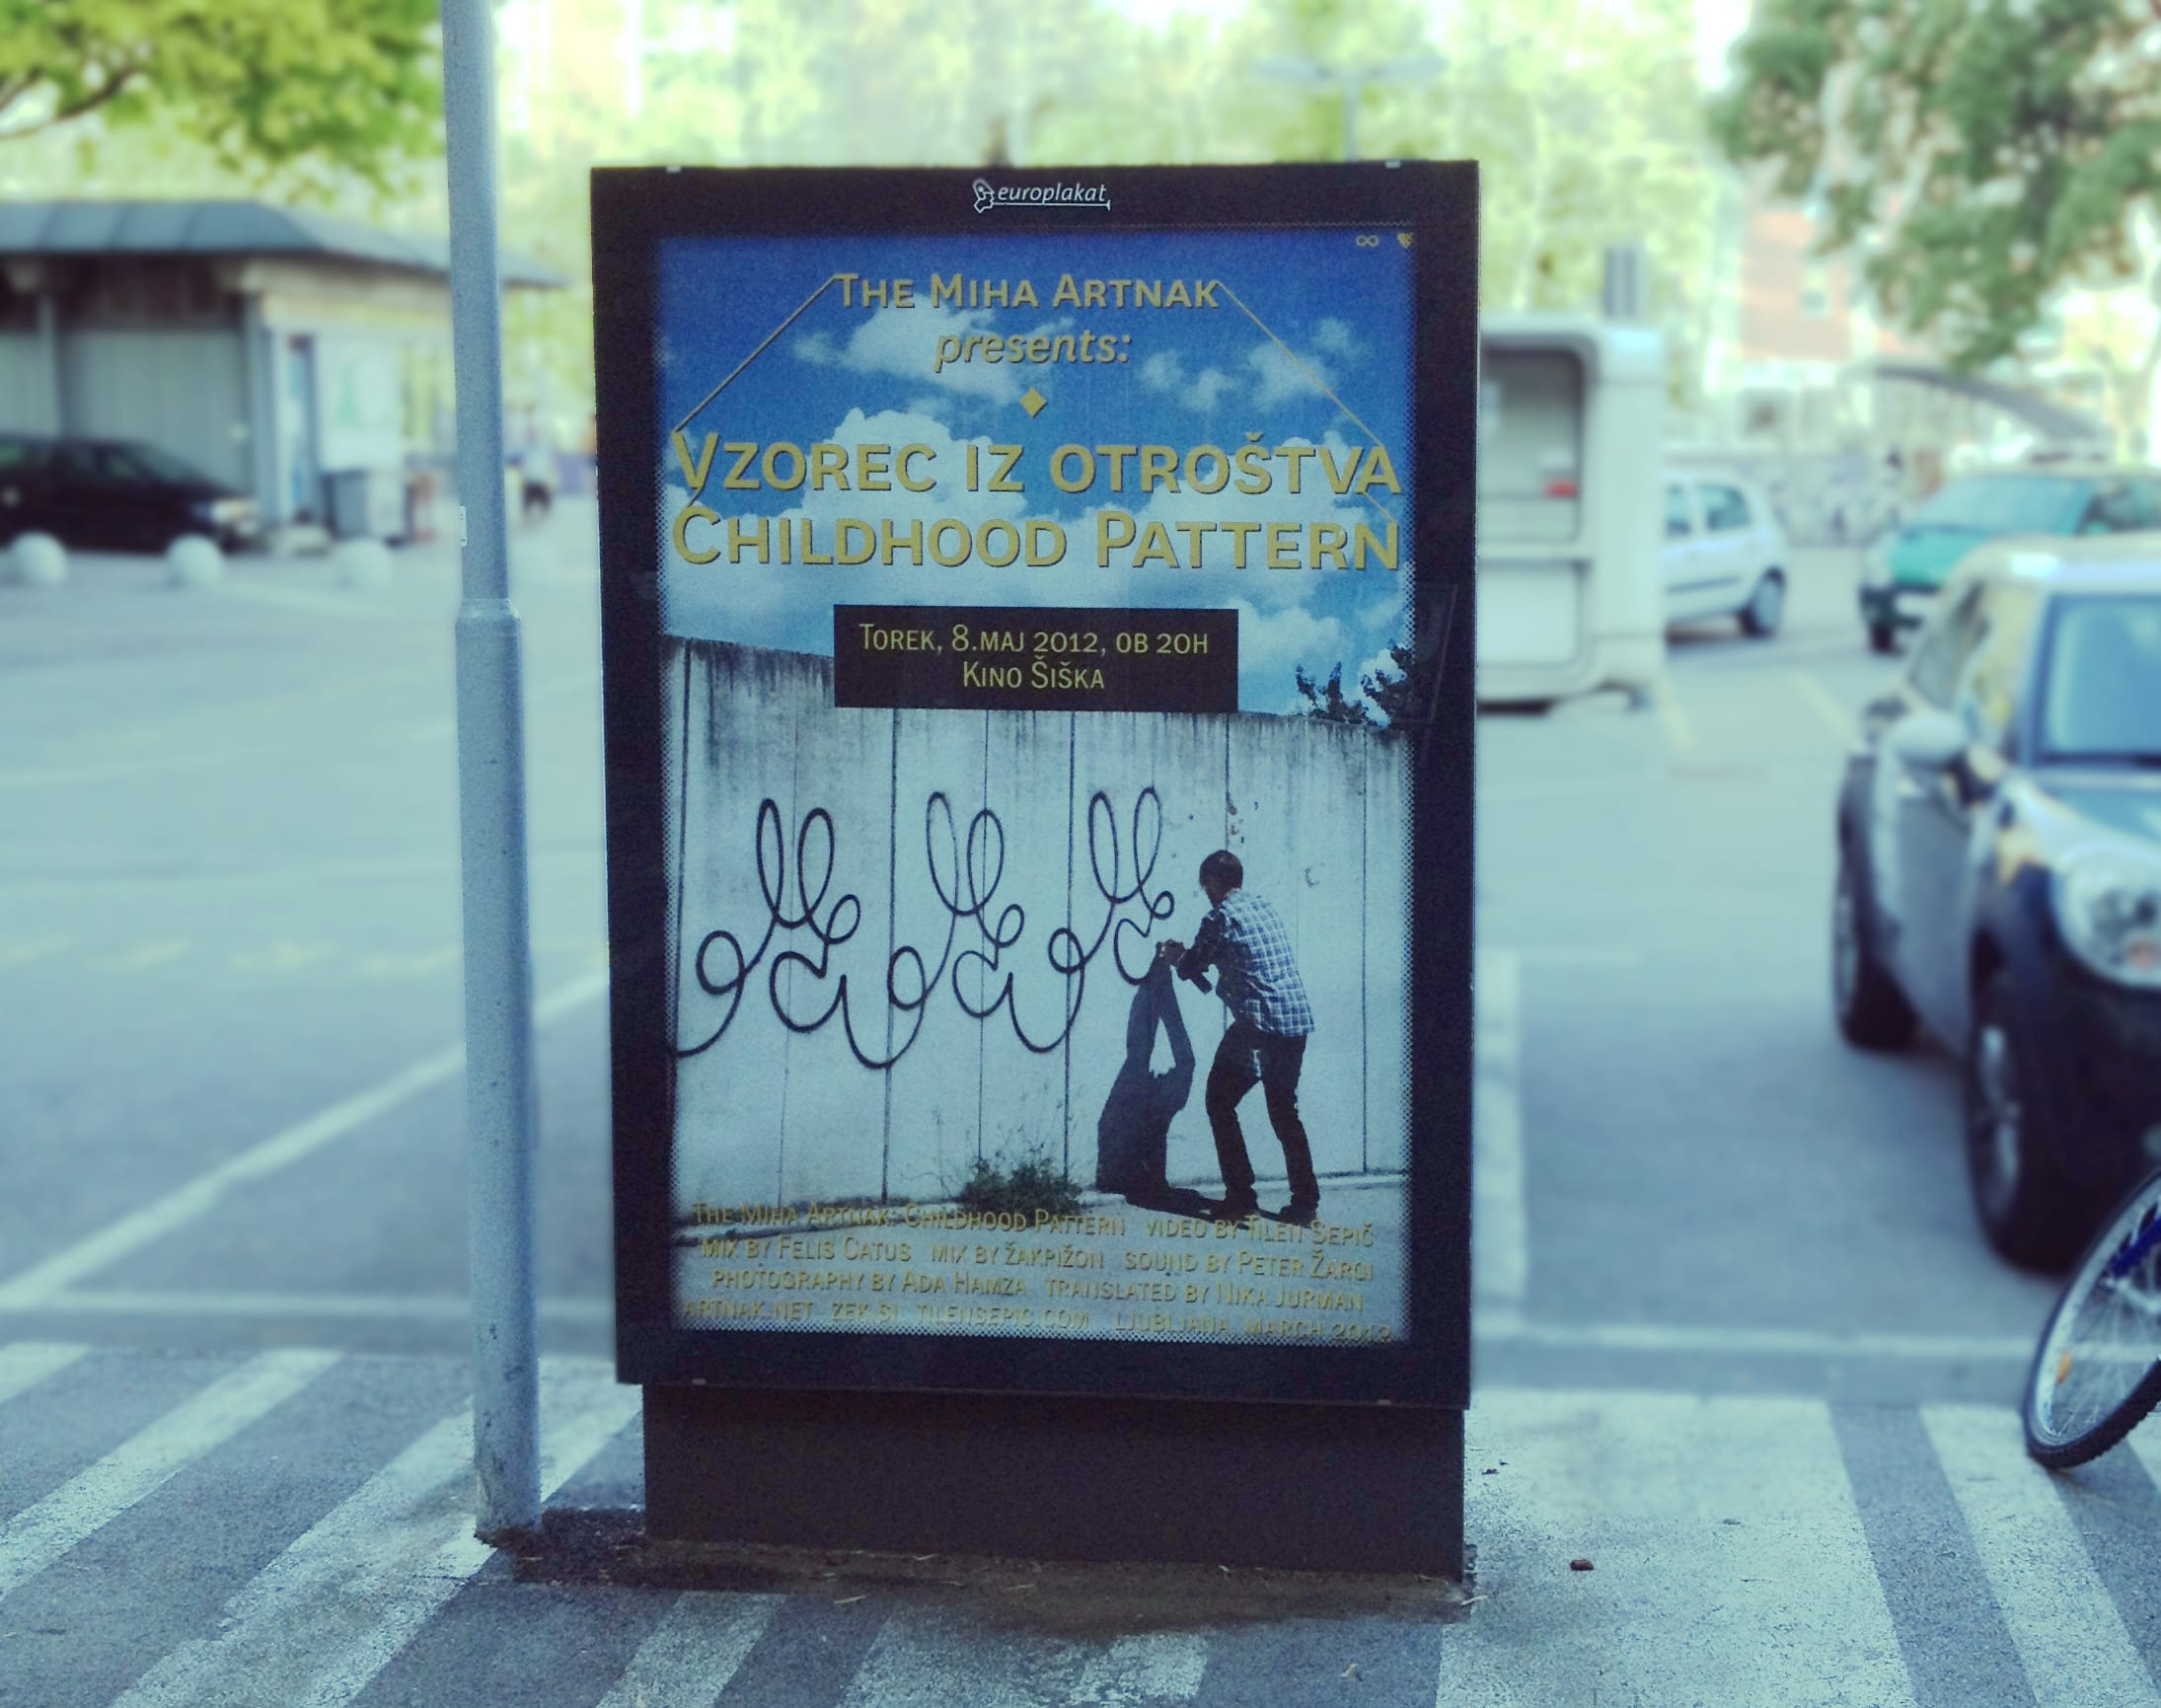 europlakat
The Miha Artnak
presents:
Vzorec iz otroštva
Childhood Pattern
Torek, 8.maj 2012, ob 20h
Kino Šiška
The Miha Artnak: Childhood Pattern video by Tilen Sepič
mix by Felis Catus mix by Žakpižon sound by Peter Žargi
photography by Ada Hamza translated by Nika Jurman
artnak.net zek.si tilensepic.com Ljubljana, march 2012